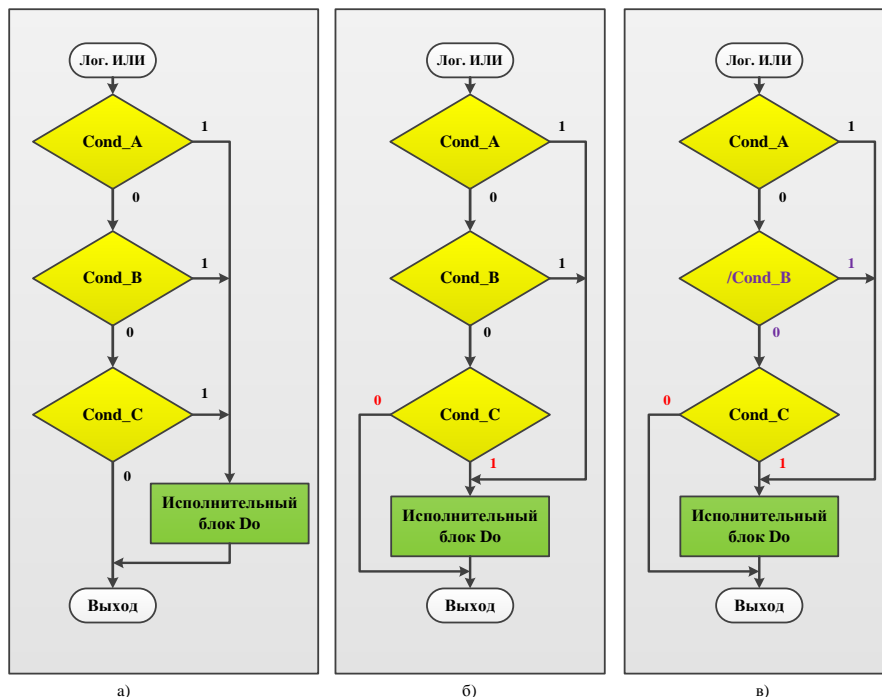 Лог. ИЛИ
Cond_A
1
0
Cond_B
1
0
Cond_C
1
0
Исполнительный
блок Do
Выход
а)
Лог. ИЛИ
Cond_A
1
0
Cond_B
1
0
0
Cond_C
1
Исполнительный
блок Do
Выход
б)
Лог. ИЛИ
Cond_A
1
0
/Cond_B
1
0
0
Cond_C
1
Исполнительный
блок Do
Выход
в)